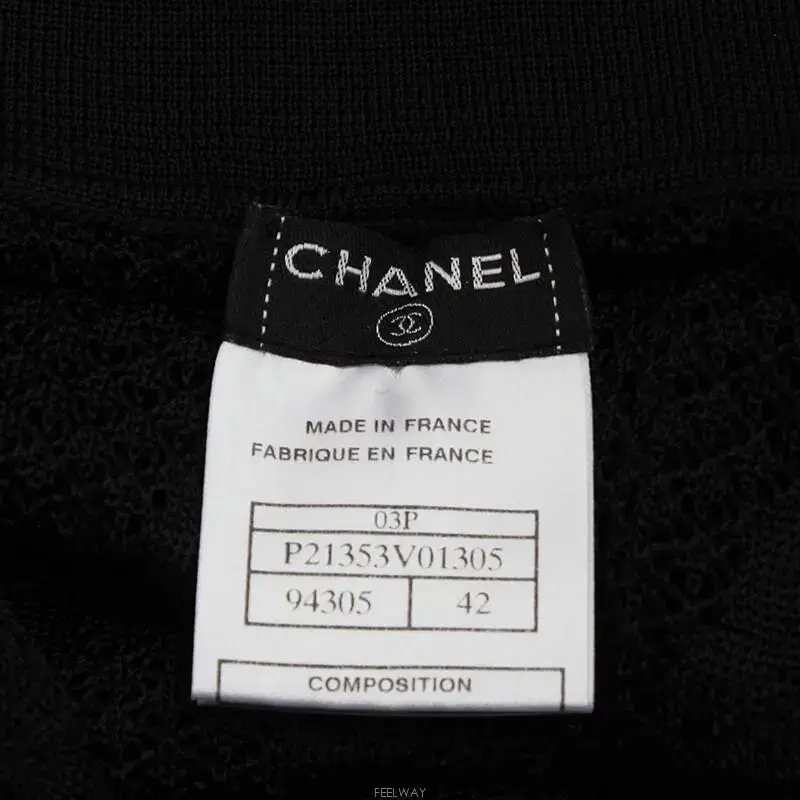 CHANEL
MADE IN FRANCE
FABRIQUE EN FRANCE
03P
P21353V01305
94305 42
COMPOSITION
FEELWAY